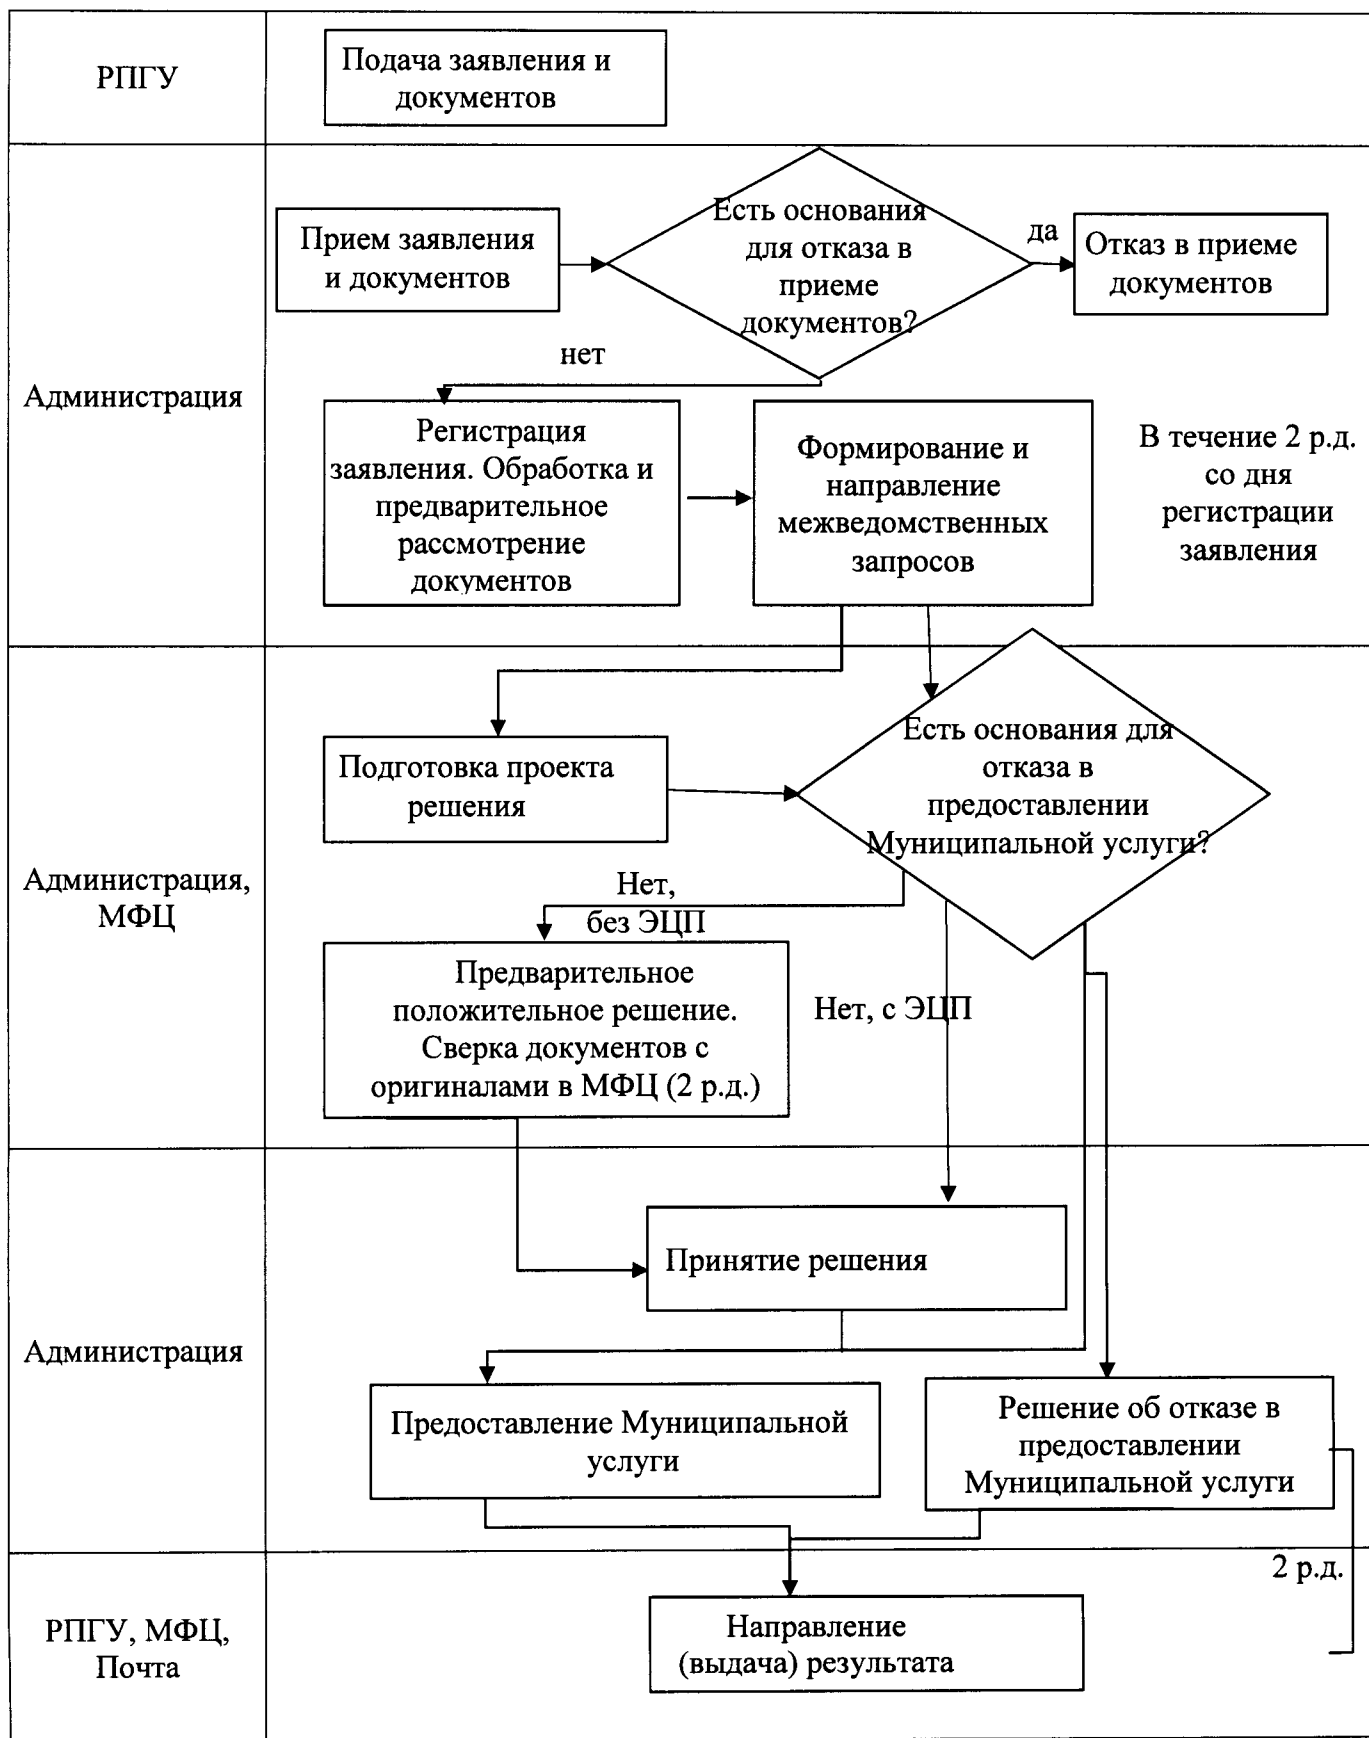 РПГУ
Подача заявления и
документов
Администрация
Прием заявления
и документов
Есть основания
для отказа в
приеме
документов?
да
Отказ в приеме
документов
нет
Регистрация
заявления. Обработка и
предварительное
рассмотрение
документов
Формирование и
направление
межведомственных
запросов
В течение 2 р.д.
со дня
регистрации
заявления
Администрация,
МФЦ
Подготовка проекта
решения
Есть основания для
отказа в
предоставлении
Муниципальной услуги?
Нет,
без ЭЦП
Предварительное
положительное решение.
Сверка документов с
оригиналами в МФЦ (2 р.д.)
Нет, с ЭЦП
Администрация
Принятие решения
Предоставление Муниципальной
услуги
Решение об отказе в
предоставлении
Муниципальной услуги
2 р.д.
РПГУ, МФЦ,
Почта
Направление
(выдача) результата